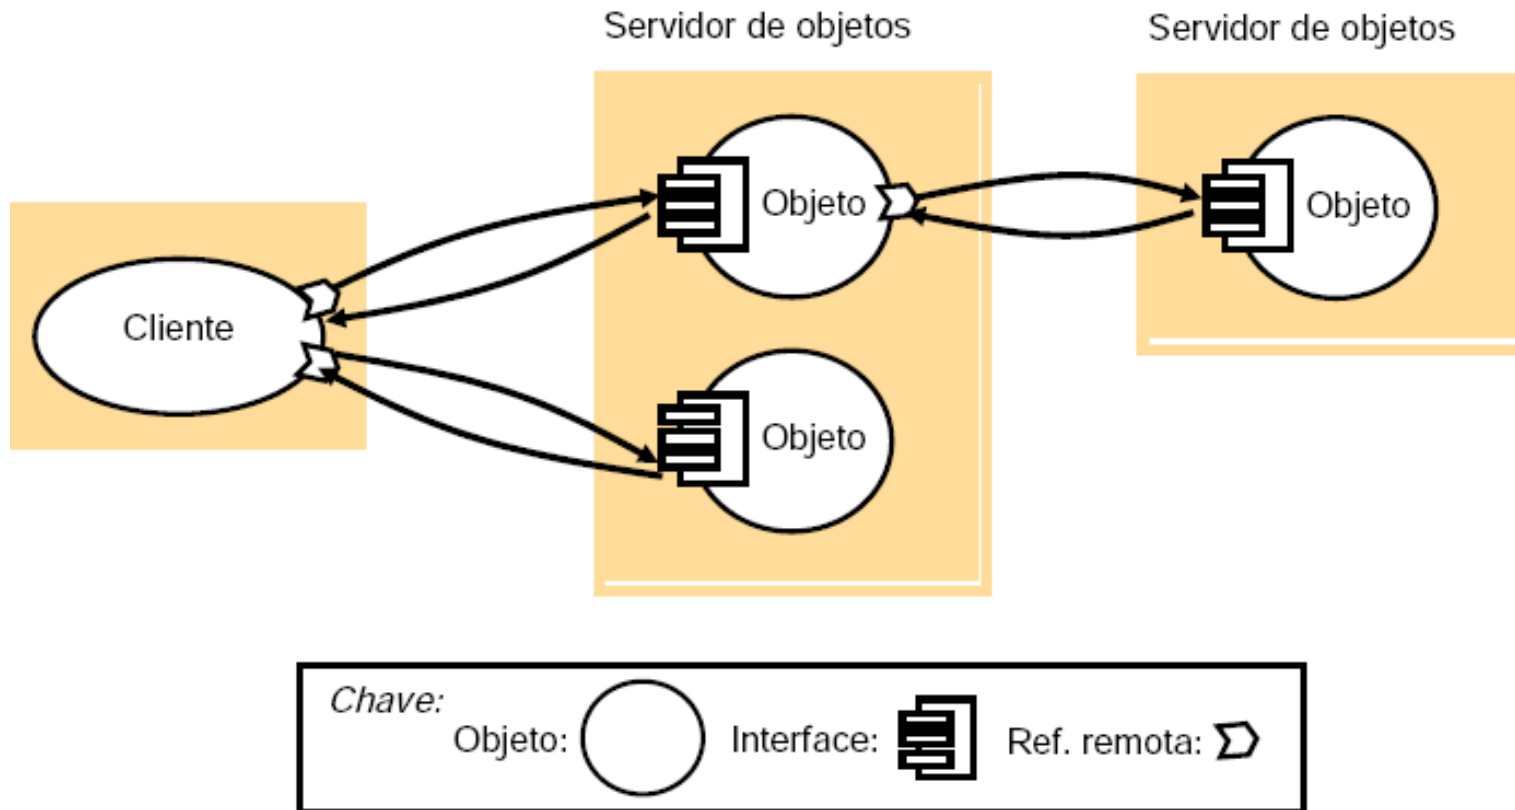 Servidor de objetos
Servidor de objetos
Objeto
Objeto
Cliente
Objeto
Chave:
Objeto:
Interface:
Ref. remota: